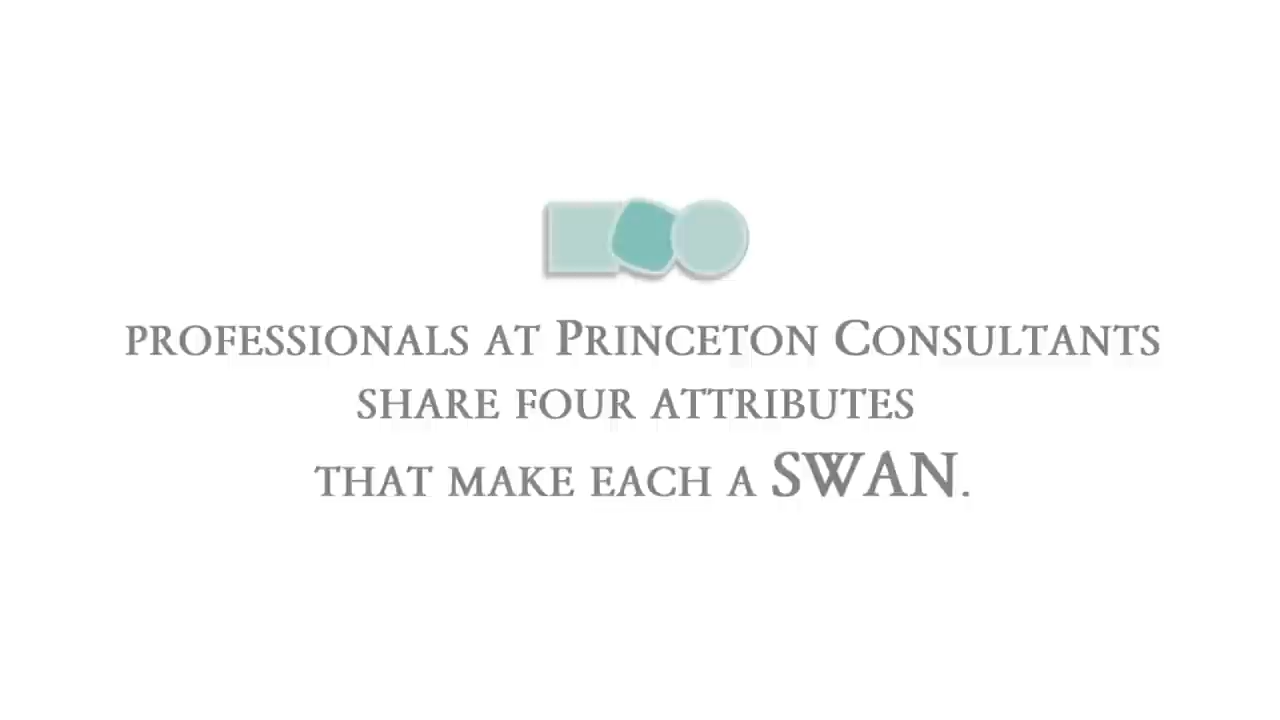 PROFESSIONALS AT PRINCETON CONSULTANTS
SHARE FOUR ATTRIBUTES
THAT MAKE EACH A SWAN.